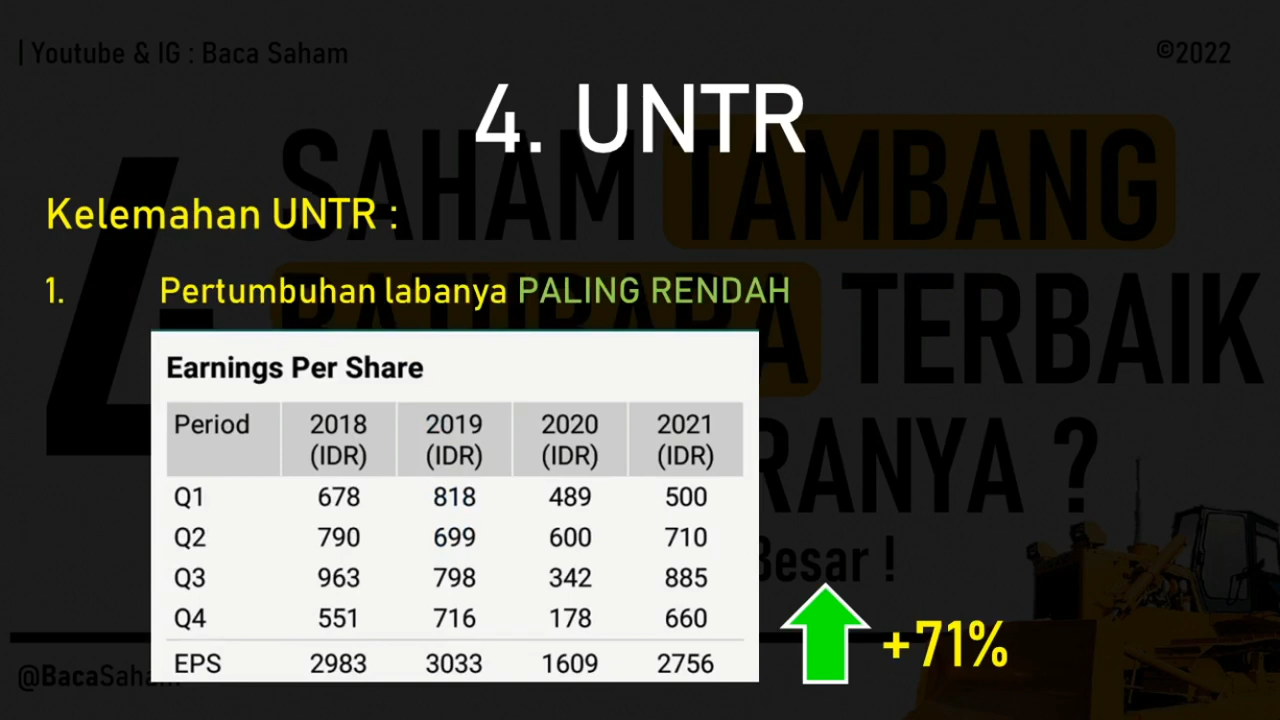 | Youtube & IG : Baca Saham
©2022
4. UNTR
4 SAHAM TAMBANG
Kelemahan UNTR :
BATUBARA TERBAIK
1. Pertumbuhan labanya PALING RENDAH
RANYA ?
Besar !
Earnings Per Share
Period 2018 (IDR) 2019 (IDR) 2020 (IDR) 2021 (IDR)
Q1 678 818 489 500
Q2 790 699 600 710
Q3 963 798 342 885
Q4 551 716 178 660
EPS 2983 3033 1609 2756
+71%
@BacaSaham